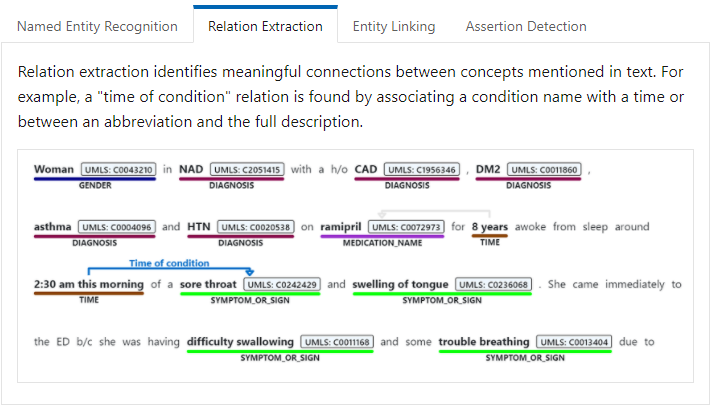 Named Entity Recognition Relation Extraction Entity Linking Assertion Detection
Relation extraction identifies meaningful connections between concepts mentioned in text. For
example, a "time of condition" relation is found by associating a condition name with a time or
between an abbreviation and the full description.
Woman UMLS: C0043210 in NAD UMLS: C2051415 with a h/o CAD UMLS: C1956346 , DM2 UMLS: C0011860 ,
GENDER DIAGNOSIS DIAGNOSIS DIAGNOSIS
asthma UMLS: C0004096 and HTN UMLS: C0020538 on ramipril UMLS: C0072973 for 8 years awoke from sleep around
DIAGNOSIS DIAGNOSIS MEDICATION_NAME TIME
Time of condition
2:30 am this morning of a sore throat UMLS: C0242429 and swelling of tongue UMLS: C0236068 . She came immediately to
TIME SYMPTOM_OR_SIGN SYMPTOM_OR_SIGN
the ED b/c she was having difficulty swallowing UMLS: C0011168 and some trouble breathing UMLS: C0013404 due to
SYMPTOM_OR_SIGN SYMPTOM_OR_SIGN